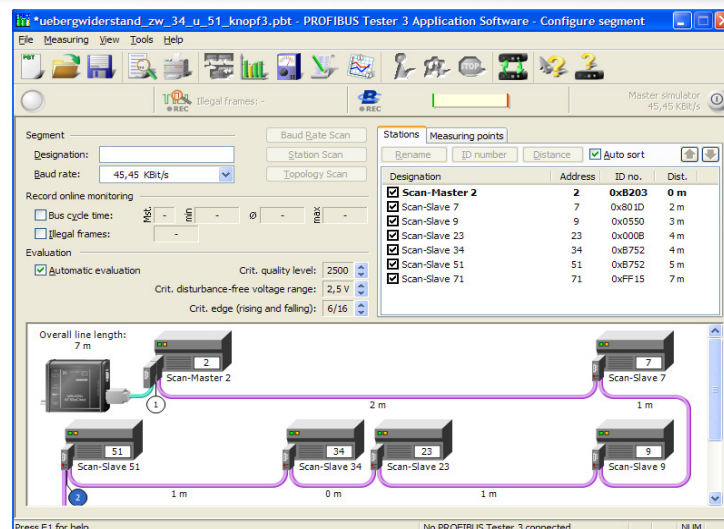 *uebergwiderstand_zw_34_u_51_knopf3.pbt - PROFIBUS Tester 3 Application Software - Configure segment
File Measuring View Tools Help
PBT
STOP
REC Illegal frames: -
REC
Master simulator
45,45 KBit/s
Segment
Designation:
Baud rate: 45,45 KBit/s
Baud Rate Scan
Station Scan
Topology Scan
Record online monitoring
Bus cycle time: Mst. - min - Ø - max -
Illegal frames: -
Evaluation
Automatic evaluation
Crit. quality level: 2500
Crit. disturbance-free voltage range: 2,5 V
Crit. edge (rising and falling): 6/16
Stations Measuring points
Rename ID number Distance Auto sort
Designation Address ID no. Dist.
Scan-Master 2 2 0xB203 0 m
Scan-Slave 7 7 0x801D 2 m
Scan-Slave 9 9 0x0550 3 m
Scan-Slave 23 23 0x000B 4 m
Scan-Slave 34 34 0xB752 4 m
Scan-Slave 51 51 0xB752 5 m
Scan-Slave 71 71 0xFF15 7 m
Overall line length:
7 m
2
Scan-Master 2
7
Scan-Slave 7
1
2 m
1 m
51
Scan-Slave 51
34
Scan-Slave 34
23
Scan-Slave 23
9
Scan-Slave 9
2
1 m
0 m
1 m
Press F1 for help
No PROFIBUS Tester 3 connected
NUM